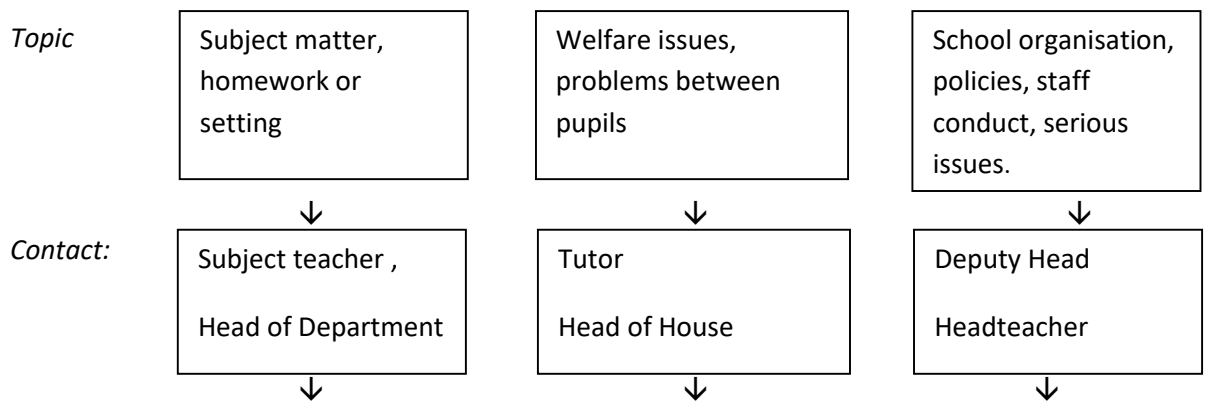 Topic
Subject matter,
homework or
setting
Welfare issues,
problems between
pupils
School organisation,
policies, staff
conduct, serious
issues.
Contact:
Subject teacher ,
Head of Department
Tutor
Head of House
Deputy Head
Headteacher